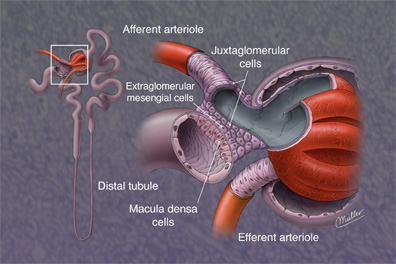 Afferent arteriole
Juxtaglomerular
cells
Extraglomerular
mesengial cells
Distal tubule
Macula densa
cells
Efferent arteriole
Muller